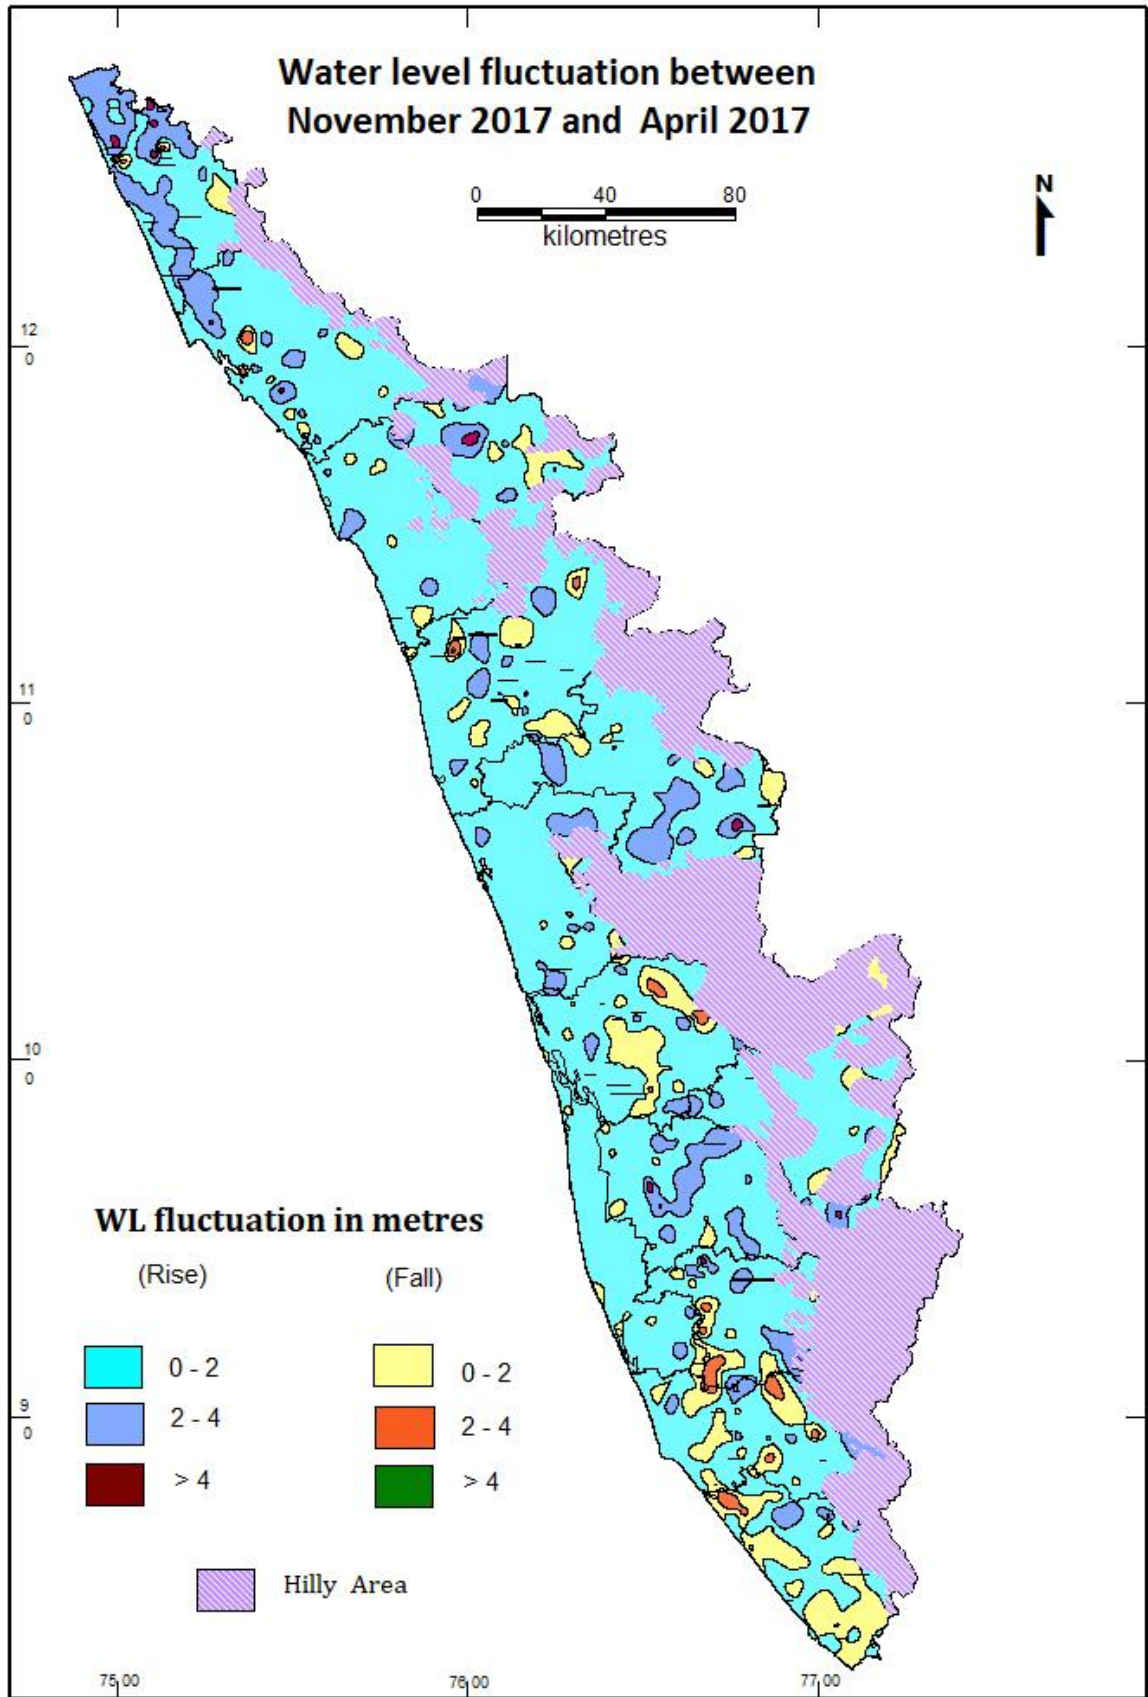 Water level fluctuation between
November 2017 and April 2017
0 40 80
kilometres
N
12
0
11
0
10
0
WL fluctuation in metres
(Rise) (Fall)
0 - 2 0 - 2
2 - 4 2 - 4
> 4 > 4
9
0
Hilly Area
75 00 76 00 77 00